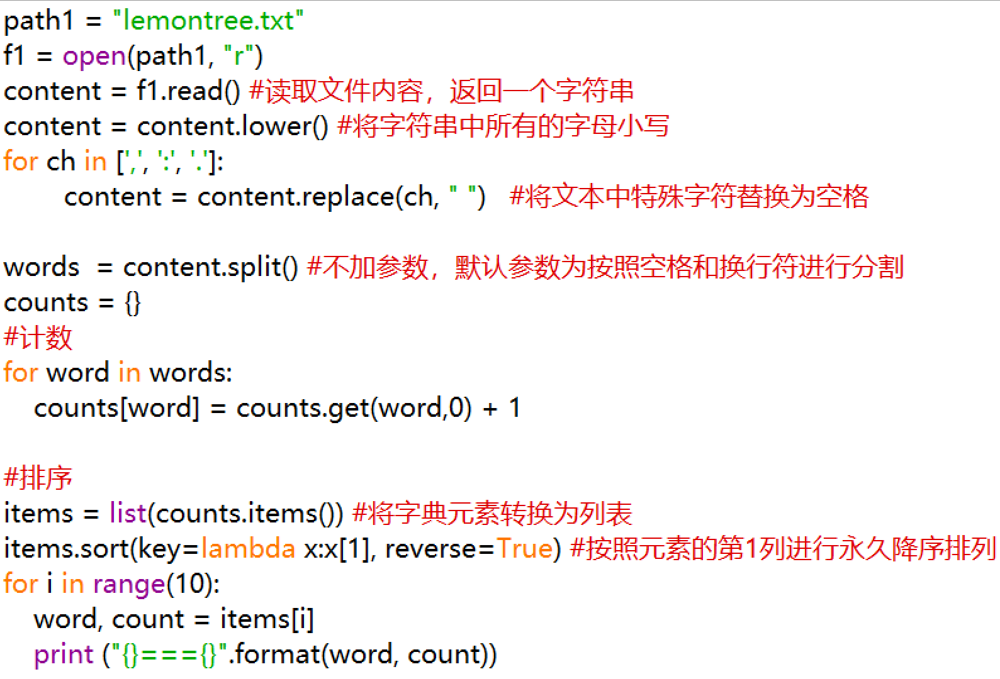 path1 = "lemontree.txt"
f1 = open(path1, "r")
content = f1.read() #读取文件内容，返回一个字符串
content = content.lower() #将字符串中所有的字母小写
for ch in [',', ':', '.']:
content = content.replace(ch, " ") #将文本中特殊字符替换为空格
words = content.split() #不加参数，默认参数为按照空格和换行符进行分割
counts = {}
#计数
for word in words:
counts[word] = counts.get(word,0) + 1
#排序
items = list(counts.items()) #将字典元素转换为列表
items.sort(key=lambda x:x[1], reverse=True) #按照元素的第1列进行永久降序排列
for i in range(10):
word, count = items[i]
print ("{}==={}".format(word, count))